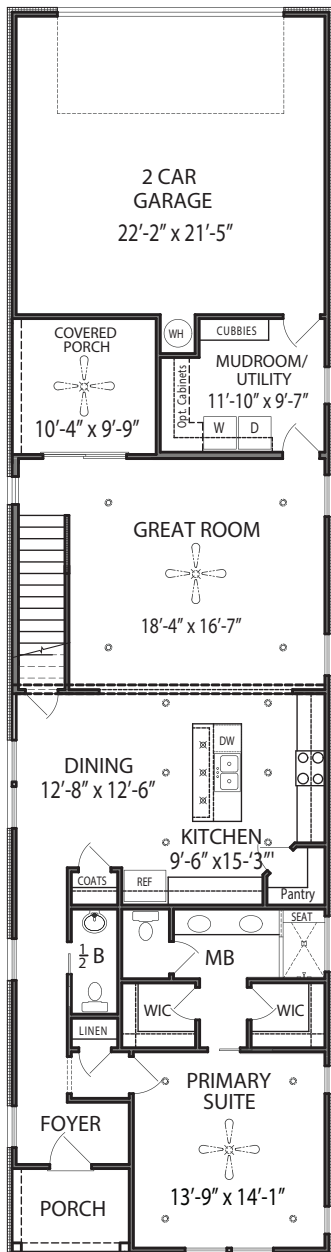 2 CAR
GARAGE
22'-2" x 21'-5"
COVERED
PORCH
10'-4" x 9'-9"
WH
CUBBIES
MUDROOM/
UTILITY
11'-10" x 9'-7"
Opt. Cabinets
W
D
GREAT ROOM
18'-4" x 16'-7"
DINING
12'-8" x 12'-6"
DW
KITCHEN
9'-6" x15-'3"'
COATS
REF
Pantry
1/2 B
MB
SEAT
WIC
WIC
LINEN
FOYER
PRIMARY
SUITE
13'-9" x 14'-1"
PORCH